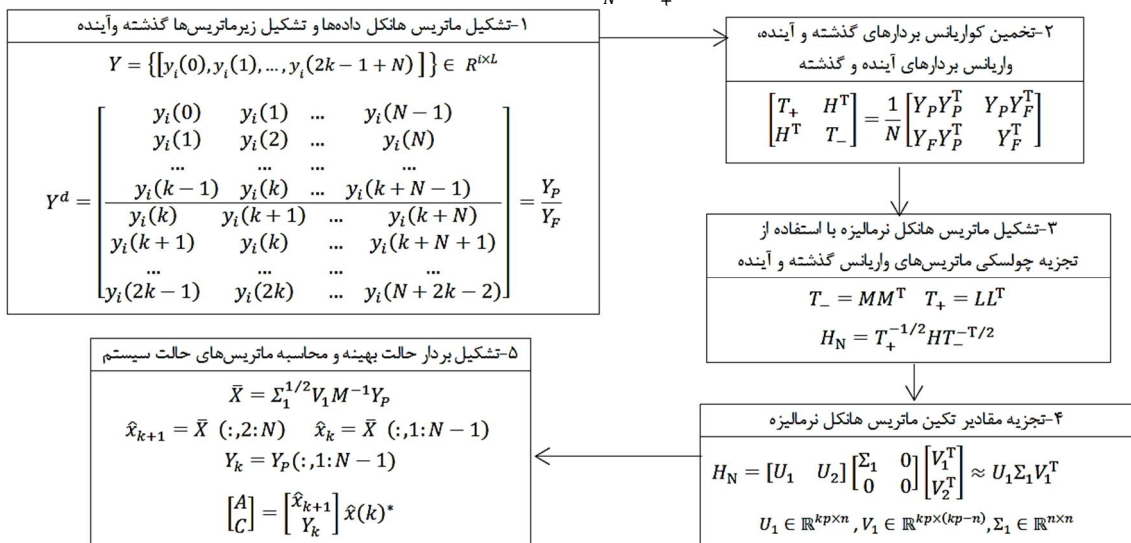 N +
۱-تشکیل ماتریس هانکل داده‌ها و تشکیل زیرماتریس‌ها گذشته وآینده
Y = {[y_i(0), y_i(1), ..., y_i(2k − 1 + N) ]} ∈ R^{i×L}
y_i(0) y_i(1) ... y_i(N − 1)
y_i(1) y_i(2) ... y_i(N)
... ... ... ...
Y^d = [ y_i(k − 1) y_i(k) ... y_i(k + N − 1) ] = Y_P / Y_F
y_i(k) y_i(k + 1) ... y_i(k + N)
y_i(k + 1) y_i(k) ... y_i(k + N + 1)
... ... ... ...
y_i(2k − 1) y_i(2k) ... y_i(N + 2k − 2)
۲-تخمین کواریانس بردارهای گذشته و آینده،
واریانس بردارهای آینده و گذشته
[T_+ H^T; H^T T_−] = 1/N [Y_P Y_P^T Y_P Y_F^T; Y_F Y_P^T Y_F^T]
۳-تشکیل ماتریس هانکل نرمالیزه با استفاده از
تجزیه چولسکی ماتریس‌های واریانس گذشته و آینده
T_− = MM^T T_+ = LL^T
H_N = T_+^{−1/2} H T_−^{−T/2}
۴-تجزیه مقادیر تکین ماتریس هانکل نرمالیزه
H_N = [U_1 U_2] [Σ_1 0; 0 0] [V_1^T; V_2^T] ≈ U_1 Σ_1 V_1^T
U_1 ∈ ℝ^{kp×n} , V_1 ∈ ℝ^{kp×(kp−n)}, Σ_1 ∈ ℝ^{n×n}
۵-تشکیل بردار حالت بهینه و محاسبه ماتریس‌های حالت سیستم
X̄ = Σ_1^{1/2} V_1 M^{−1} Y_P
x̂_{k+1} = X̄ (:,2:N) x̂_k = X̄ (:,1:N − 1)
Y_k = Y_P(:,1:N − 1)
[A; C] = [x̂_{k+1}; Y_k] x̂(k)*